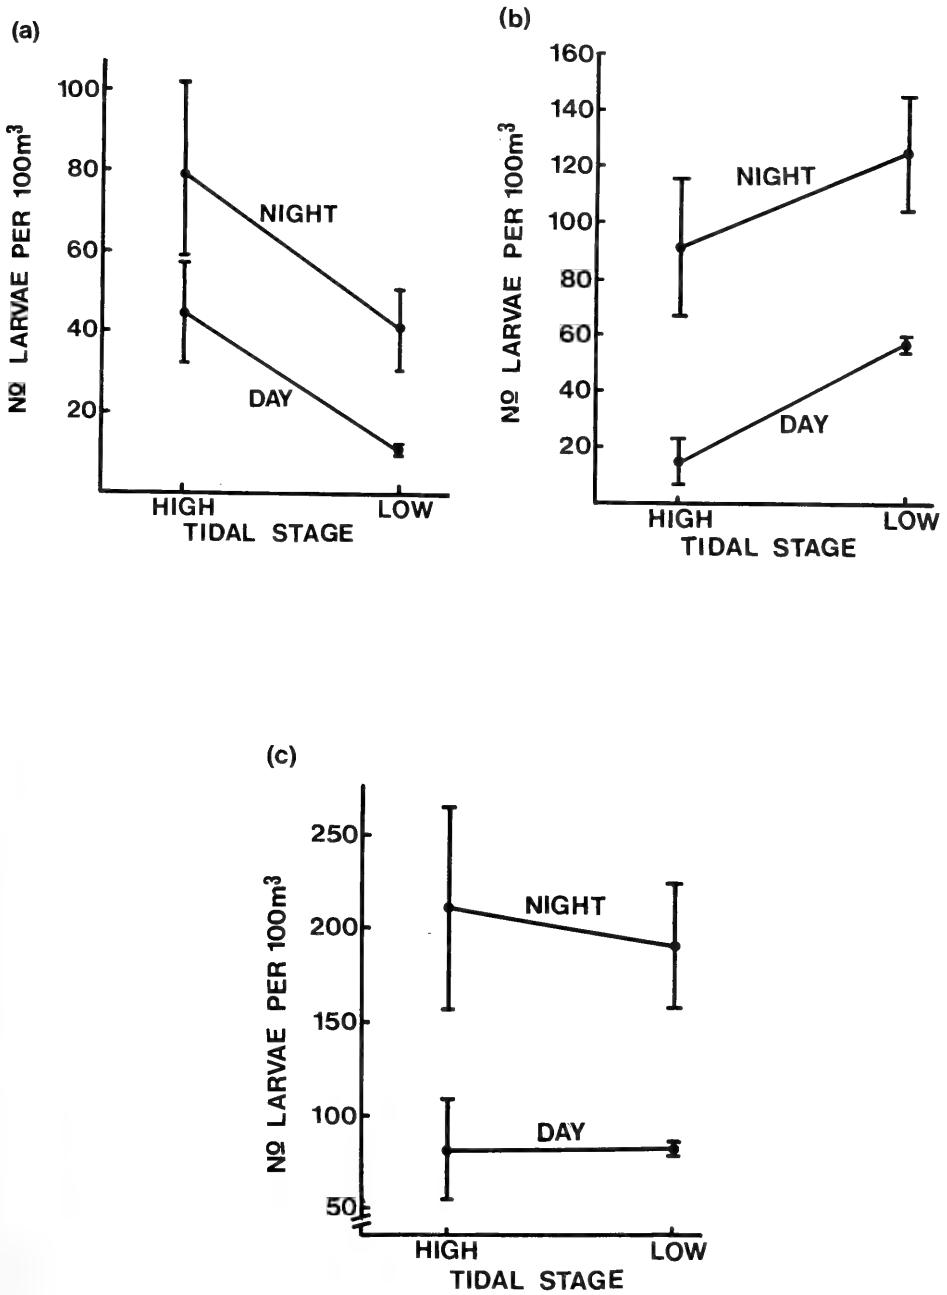 (a)
100
80
60
40
20
Nº LARVAE PER 100m³
NIGHT
DAY
HIGH
LOW
TIDAL STAGE
(b)
160
140
120
100
80
60
40
20
Nº LARVAE PER 100m³
NIGHT
DAY
HIGH
LOW
TIDAL STAGE
(c)
250
200
150
100
50
Nº LARVAE PER 100m³
NIGHT
DAY
HIGH
LOW
TIDAL STAGE